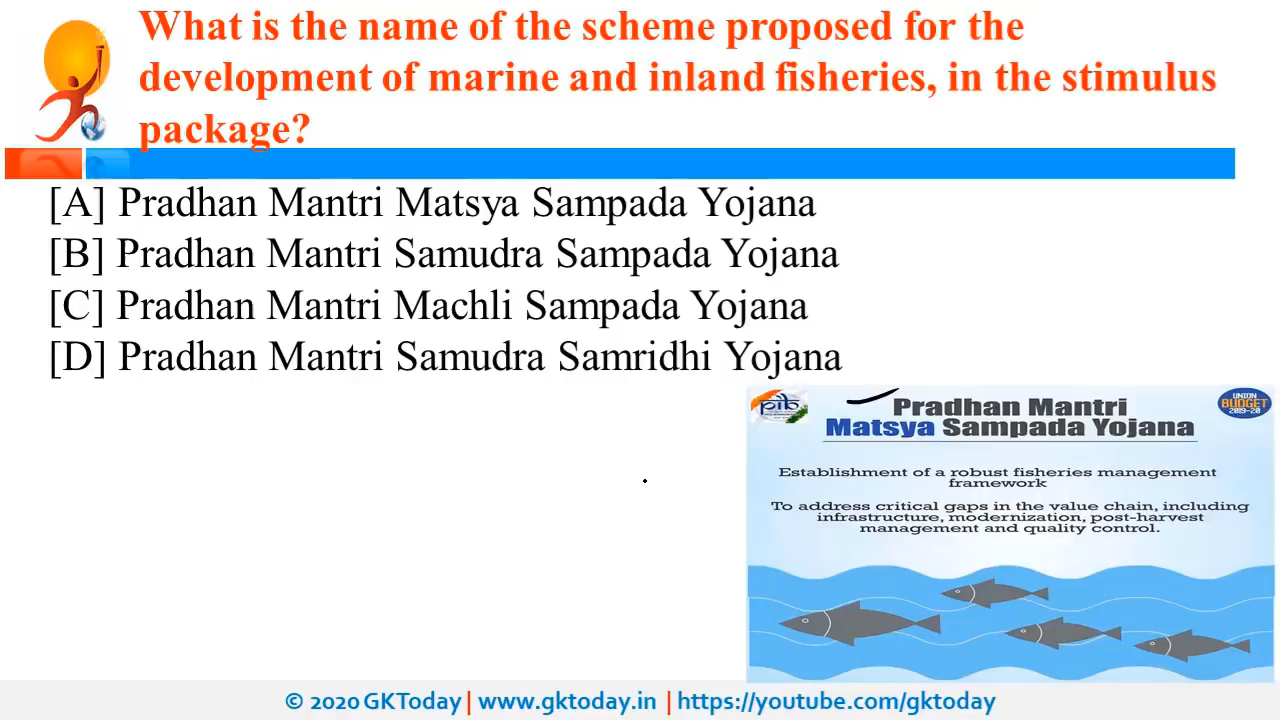 What is the name of the scheme proposed for the
development of marine and inland fisheries, in the stimulus
package?
[A] Pradhan Mantri Matsya Sampada Yojana
[B] Pradhan Mantri Samudra Sampada Yojana
[C] Pradhan Mantri Machli Sampada Yojana
[D] Pradhan Mantri Samudra Samridhi Yojana
pib
UNION
BUDGET
2019-20
Pradhan Mantri
Matsya Sampada Yojana
Establishment of a robust fisheries management
framework
To address critical gaps in the value chain, including
infrastructure, modernization, post-harvest
management and quality control.
© 2020 GKToday | www.gktoday.in | https://youtube.com/gktoday